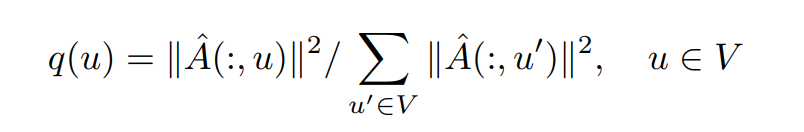 q(u) = ‖Â(:, u)‖² / ∑_{u′∈V} ‖Â(:, u′)‖², u ∈ V